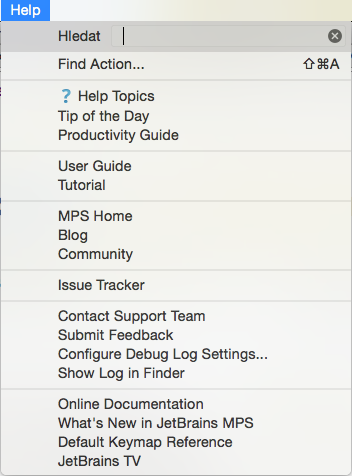 Help
Hledat
Find Action... ⇧⌘A
? Help Topics
Tip of the Day
Productivity Guide
User Guide
Tutorial
MPS Home
Blog
Community
Issue Tracker
Contact Support Team
Submit Feedback
Configure Debug Log Settings...
Show Log in Finder
Online Documentation
What's New in JetBrains MPS
Default Keymap Reference
JetBrains TV